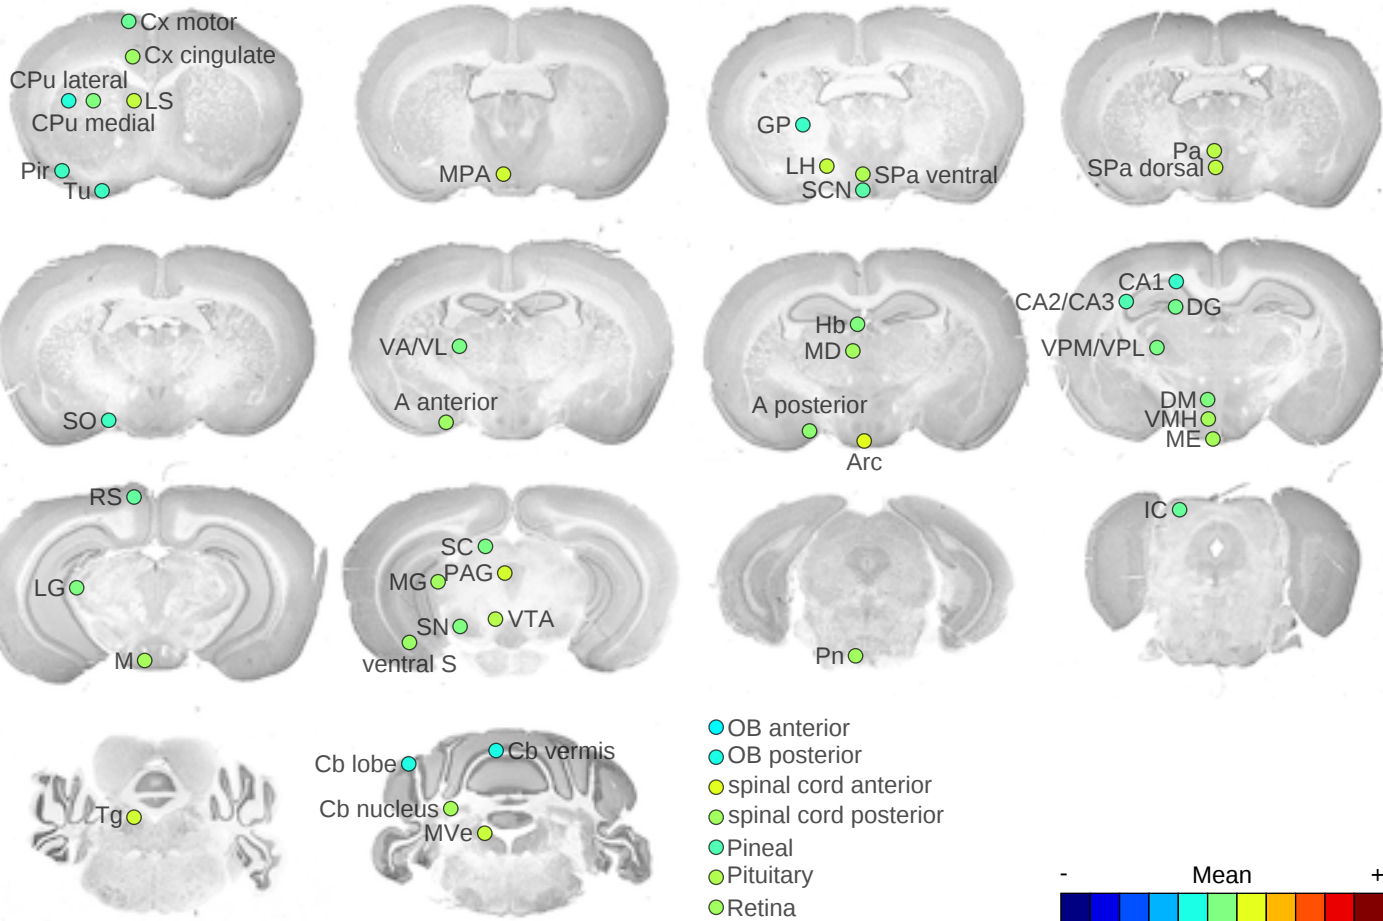 Cx motor
Cx cingulate
CPu lateral
LS
CPu medial
Pir
Tu
MPA
GP
LH
SPa ventral
SCN
Pa
SPa dorsal
SO
VA/VL
A anterior
Hb
MD
A posterior
Arc
CA1
CA2/CA3
DG
VPM/VPL
DM
VMH
ME
RS
LG
M
SC
PAG
MG
VTA
SN
ventral S
Pn
IC
Tg
Cb vermis
Cb lobe
Cb nucleus
MVe
OB anterior
OB posterior
spinal cord anterior
spinal cord posterior
Pineal
Pituitary
Retina
- Mean +